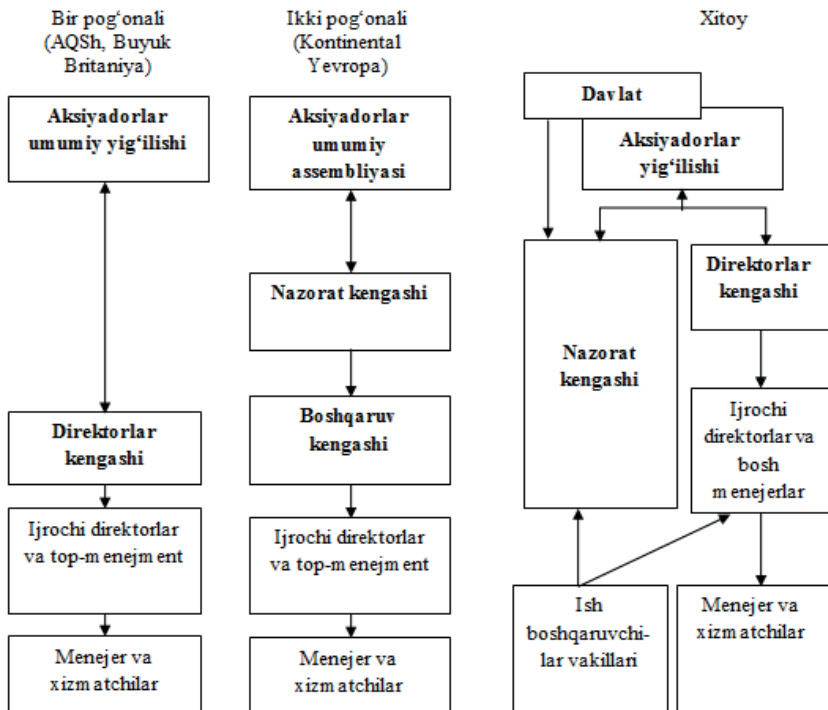 Bir pog‘onali
(AQSh, Buyuk
Britaniya)
Aksiyadorlar
umumiy yig‘ilishi
Direktorlar
kengashi
Ijrochi direktorlar
va top-menejment
Menejer va
xizmatchilar
Ikki pog‘onali
(Kontinental
Yevropa)
Aksiyadorlar
umumiy
assembliyasi
Nazorat kengashi
Boshqaruv
kengashi
Ijrochi direktorlar
va top-menejment
Menejer va
xizmatchilar
Xitoy
Davlat
Aksiyadorlar
yig‘ilishi
Nazorat
kengashi
Direktorlar
kengashi
Ijrochi
direktorlar va
bosh
menejerlar
Ish
boshqaruvchi-
lar vakillari
Menejer va
xizmatchilar